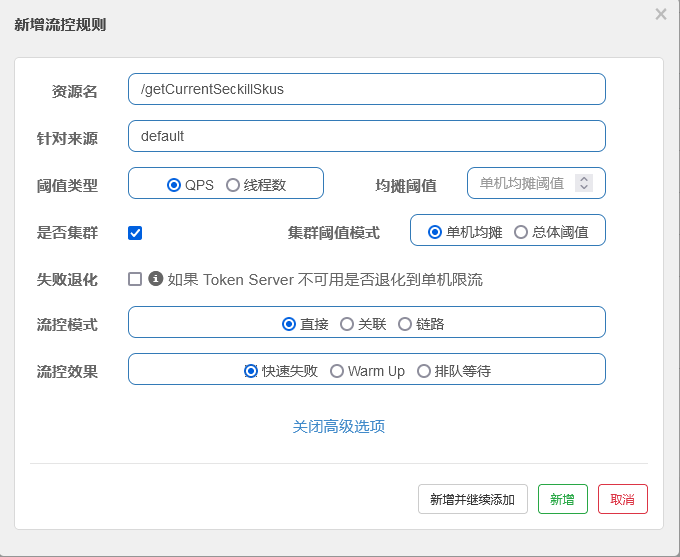 新增流控规则
资源名 /getCurrentSeckillSkus
针对来源 default
阈值类型 QPS 线程数 均摊阈值 单机均摊阈值
是否集群 集群阈值模式 单机均摊 总体阈值
失败退化 如果 Token Server 不可用是否退化到单机限流
流控模式 直接 关联 链路
流控效果 快速失败 Warm Up 排队等待
关闭高级选项
新增并继续添加 新增 取消